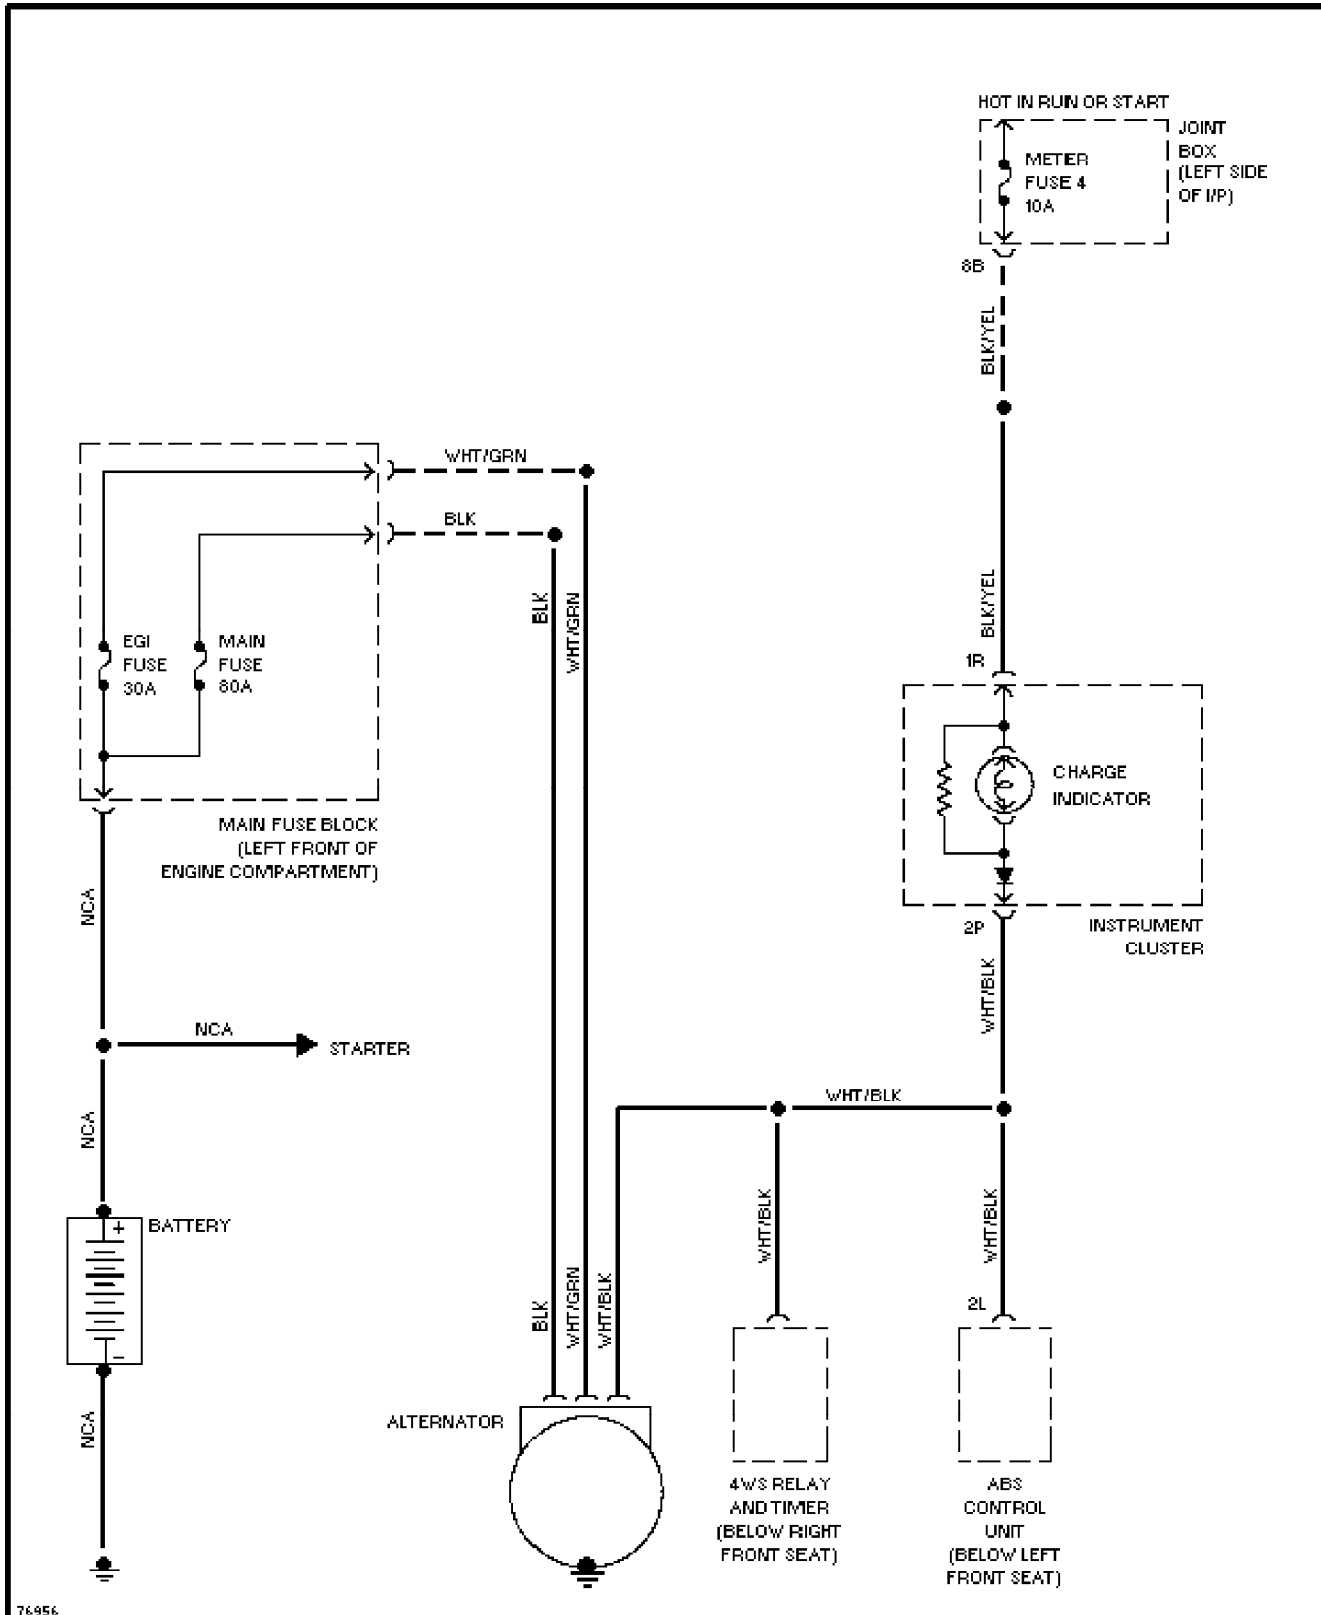 HOT IN RUN OR START
JOINT
BOX
(LEFT SIDE
OF I/P)
METER
FUSE 4
10A
8B
BLK/YEL
WHT/GRN
BLK
BLK
WHT/GRN
BLK/YEL
EGI
FUSE
30A
MAIN
FUSE
80A
1R
CHARGE
INDICATOR
MAIN FUSE BLOCK
(LEFT FRONT OF
ENGINE COMPARTMENT)
NCA
2P
INSTRUMENT
CLUSTER
WHT/BLK
NCA
STARTER
WHT/BLK
NCA
BATTERY
+
−
WHT/BLK
WHT/BLK
BLK
WHT/GRN
WHT/BLK
2L
NCA
ALTERNATOR
4WS RELAY
AND TIMER
(BELOW RIGHT
FRONT SEAT)
ABS
CONTROL
UNIT
(BELOW LEFT
FRONT SEAT)
76956